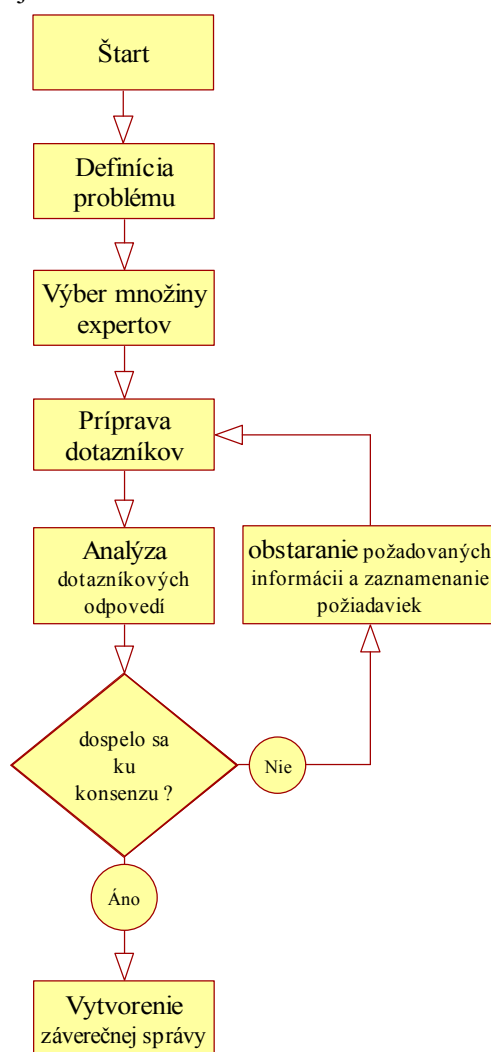 Štart
Definícia
problému
Výber množiny
expertov
Príprava
dotazníkov
Analýza
dotazníkových
odpovedí
obstaranie požadovaných
informácii a zaznamenanie
požiadaviek
dospelo sa
ku
konsenzu ?
Nie
Áno
Vytvorenie
záverečnej správy